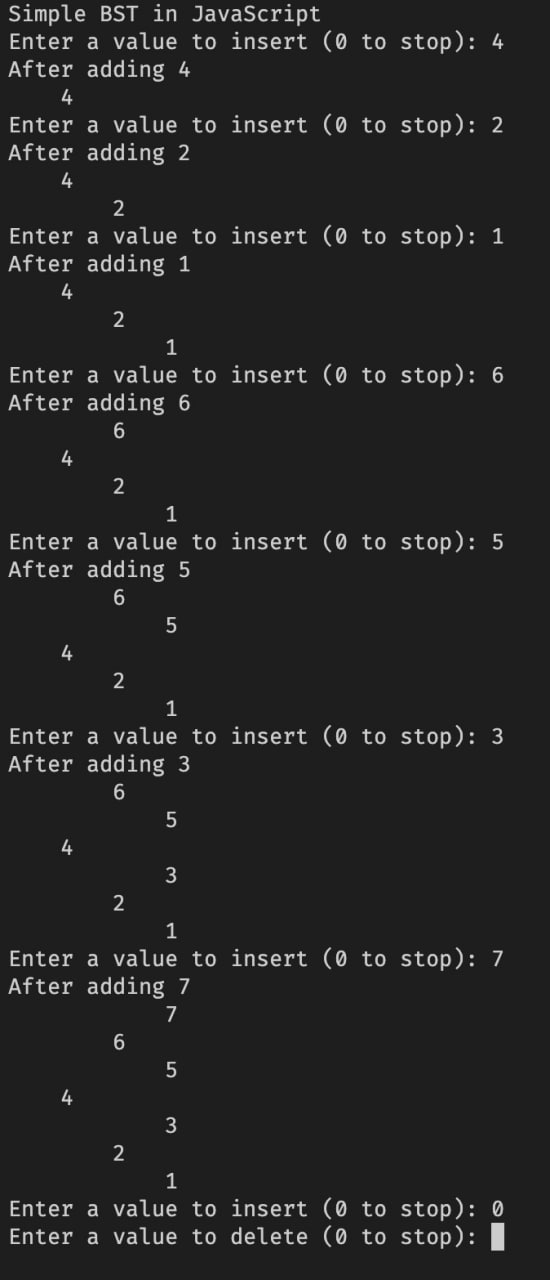 Simple BST in JavaScript
Enter a value to insert (0 to stop): 4
After adding 4
    4
Enter a value to insert (0 to stop): 2
After adding 2
    4
        2
Enter a value to insert (0 to stop): 1
After adding 1
    4
        2
            1
Enter a value to insert (0 to stop): 6
After adding 6
        6
    4
        2
            1
Enter a value to insert (0 to stop): 5
After adding 5
        6
            5
    4
        2
            1
Enter a value to insert (0 to stop): 3
After adding 3
        6
            5
    4
            3
        2
            1
Enter a value to insert (0 to stop): 7
After adding 7
            7
        6
            5
    4
            3
        2
            1
Enter a value to insert (0 to stop): 0
Enter a value to delete (0 to stop):